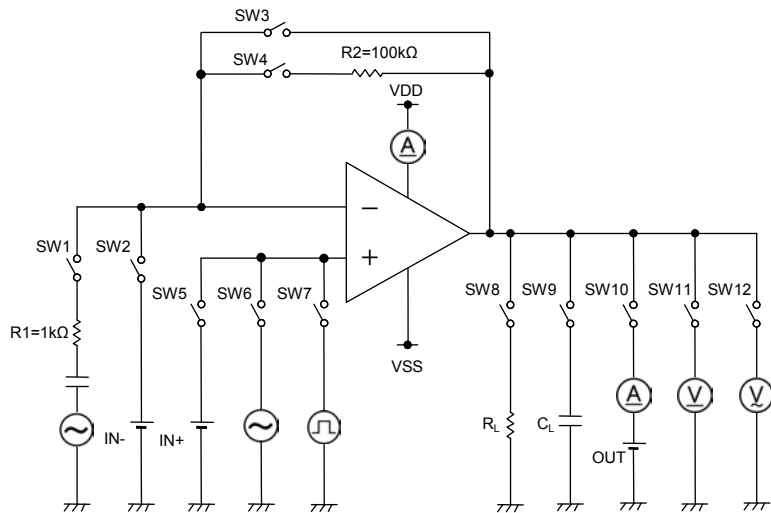 SW3
SW4
R2=100kΩ
VDD
A
−
+
SW1
SW2
SW5
SW6
SW7
SW8
SW9
SW10
SW11
SW12
R1=1kΩ
VSS
A
V
V
IN-
IN+
RL
CL
OUT